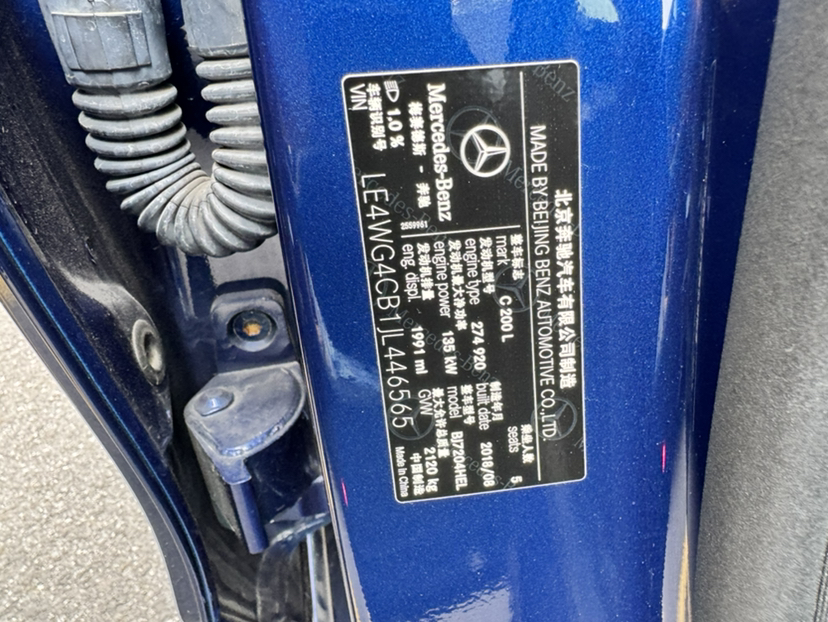 北京奔驰汽车有限公司制造
MADE BY BEIJING BENZ AUTOMOTIVE CO.,LTD.
Mercedes-Benz
梅赛德斯 - 奔驰
1.0 %
整车标志 mark C 200 L
乘坐人数 seats 5
发动机型号 engine type 274 920
制造年月 built date 2018/08
发动机最大净功率 engine power 135 kW
整车型号 model BJ7204HEL
发动机排量 eng. displ. 1991 ml
最大允许总质量 GVW 2120 kg
车辆识别号 VIN LE4WG4CB1JL446565
中国制造
Made In China